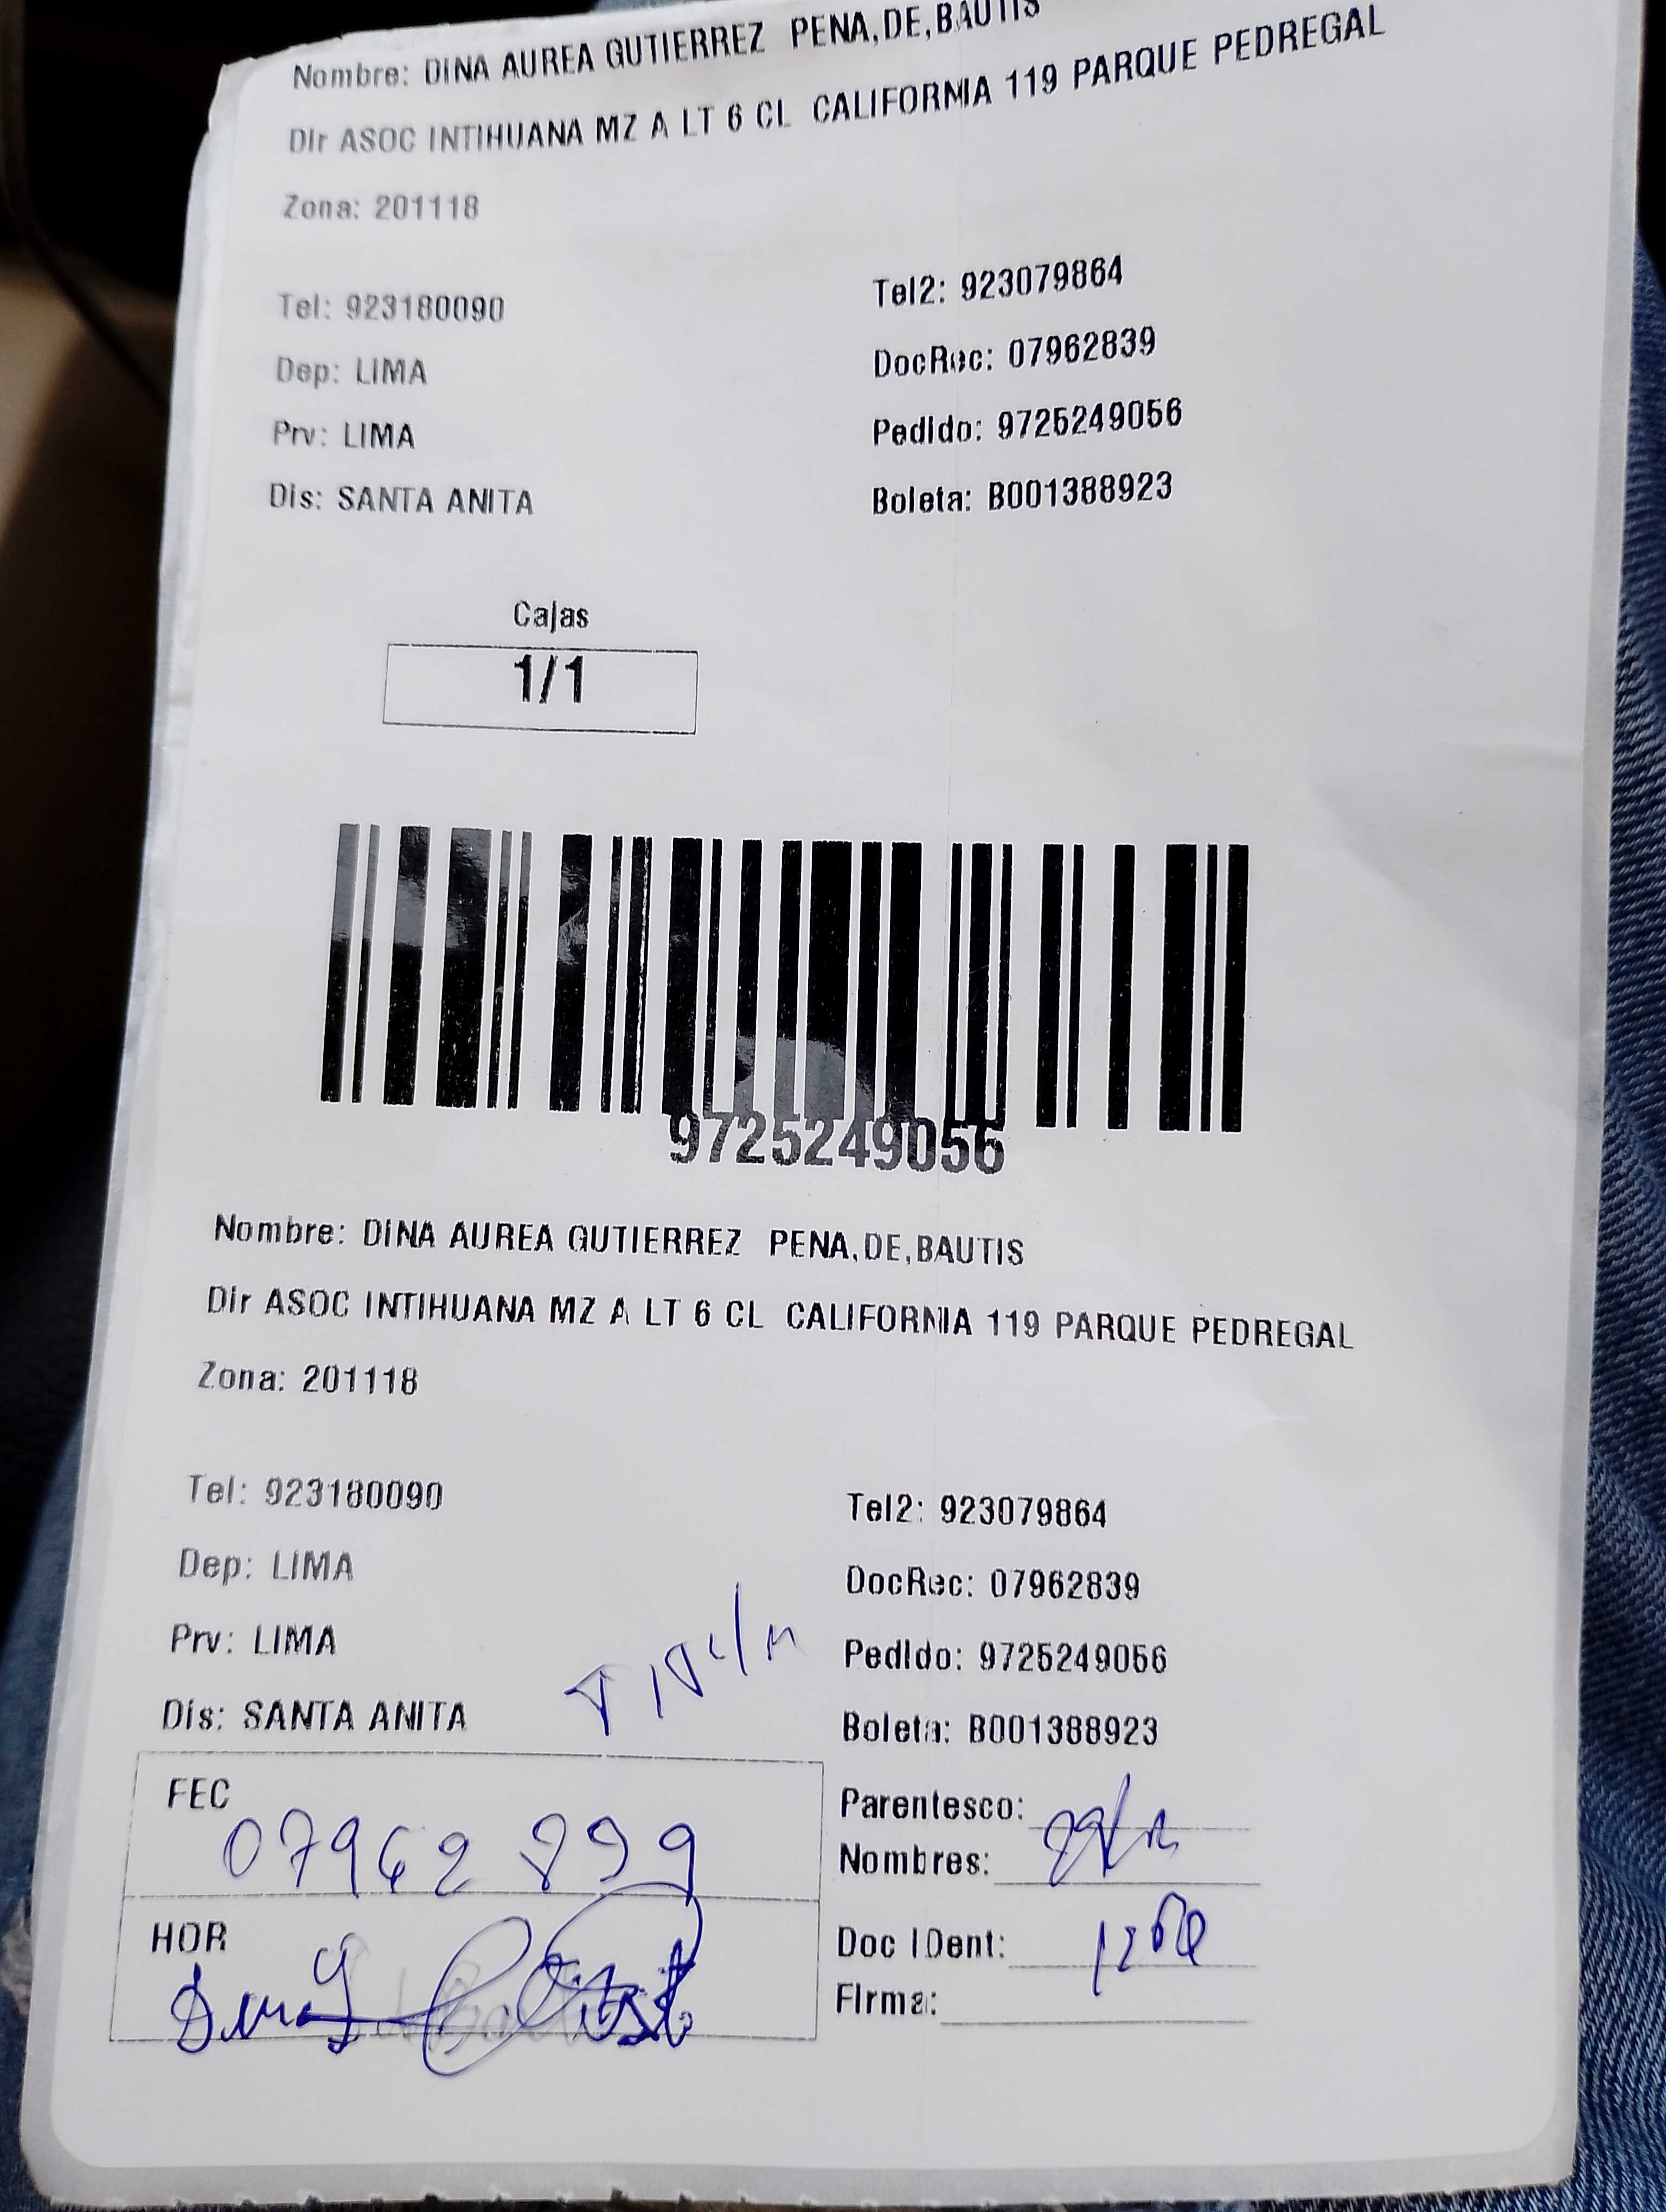 Nombre: DINA AUREA GUTIERREZ PENA,DE,BAUTIS
Dir ASOC INTIHUANA MZ A LT 6 CL CALIFORNIA 119 PARQUE PEDREGAL
Zona: 201118
Tel: 923180090 Tel2: 923079864
Dep: LIMA DocRec: 07962839
Prv: LIMA Pedido: 9725249056
Dis: SANTA ANITA Boleta: B001388923
Cajas
1/1
9725249056
Nombre: DINA AUREA GUTIERREZ PENA,DE,BAUTIS
Dir ASOC INTIHUANA MZ A LT 6 CL CALIFORNIA 119 PARQUE PEDREGAL
Zona: 201118
Tel: 923180090 Tel2: 923079864
Dep: LIMA DocRec: 07962839
Prv: LIMA Pedido: 9725249056
Dis: SANTA ANITA Boleta: B001388923
FEC Parentesco:
Nombres:
HOR Doc IDent:
Firma: